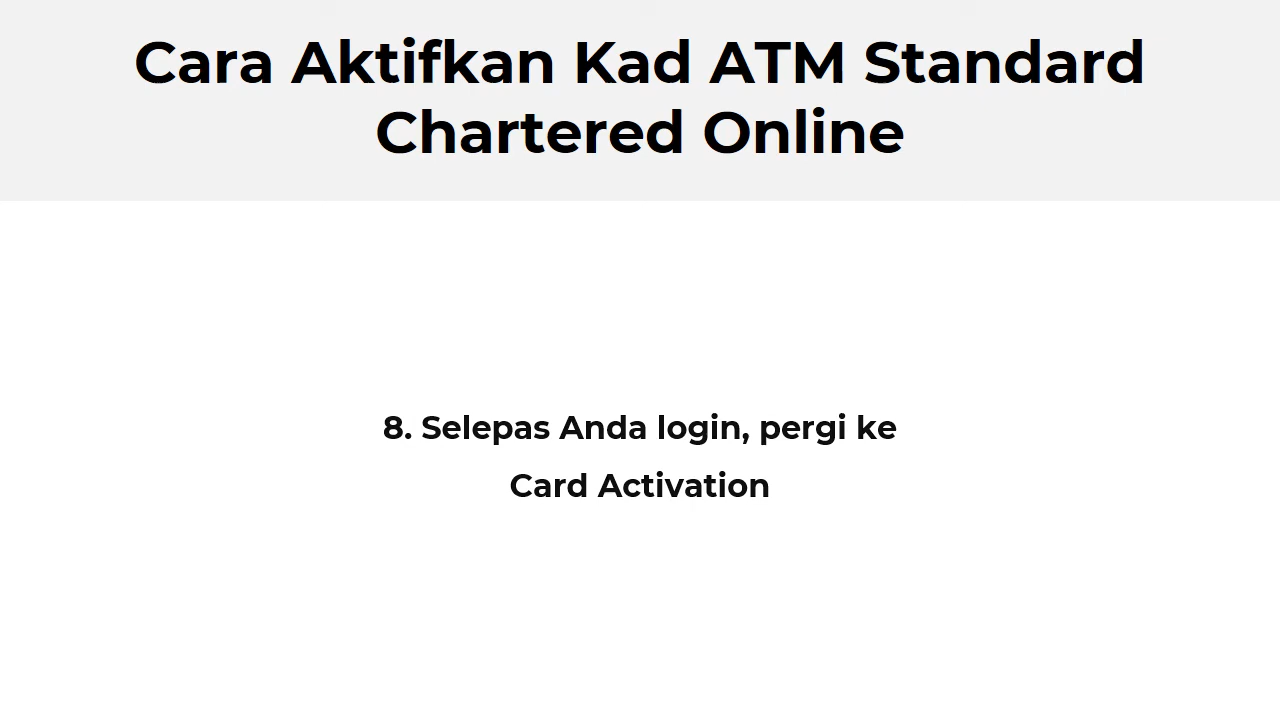 Cara Aktifkan Kad ATM Standard
Chartered Online
8. Selepas Anda login, pergi ke
Card Activation